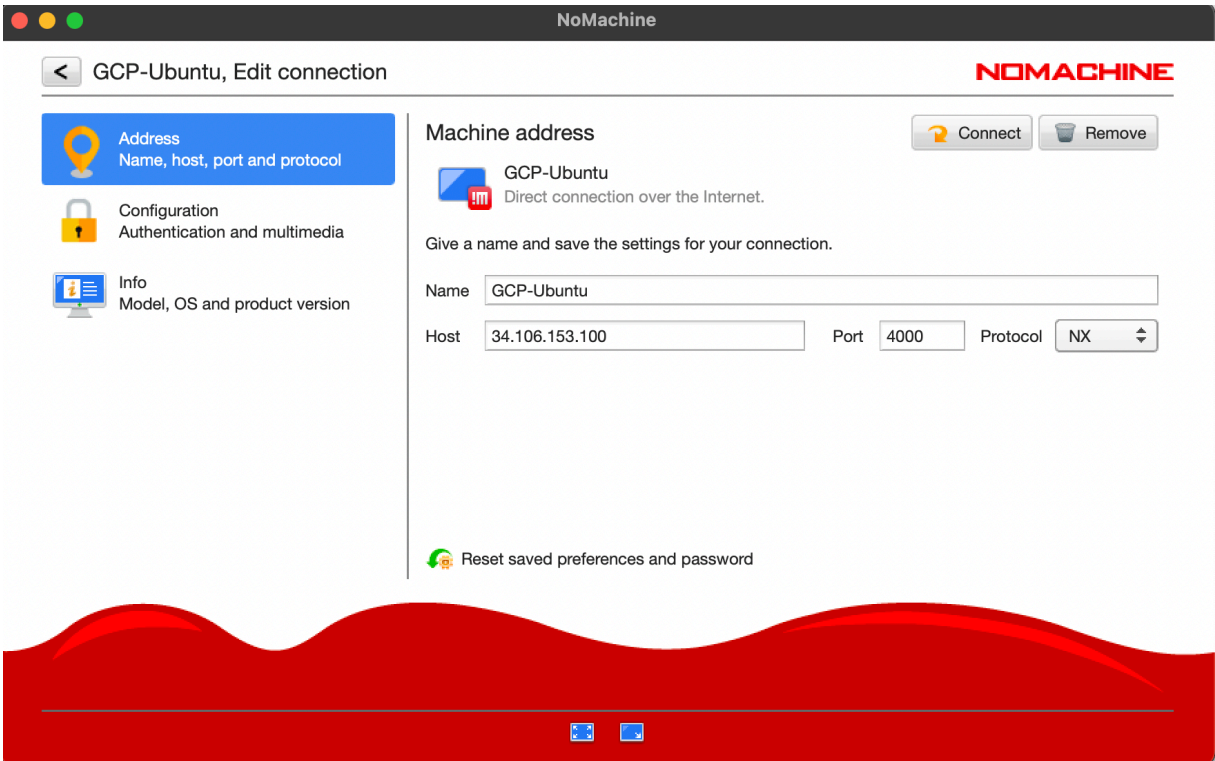 NoMachine
<
GCP-Ubuntu, Edit connection
NOMACHINE
Address
Name, host, port and protocol
Configuration
Authentication and multimedia
Info
Model, OS and product version
Machine address
Connect
Remove
GCP-Ubuntu
Direct connection over the Internet.
Give a name and save the settings for your connection.
Name GCP-Ubuntu
Host 34.106.153.100 Port 4000 Protocol NX
Reset saved preferences and password